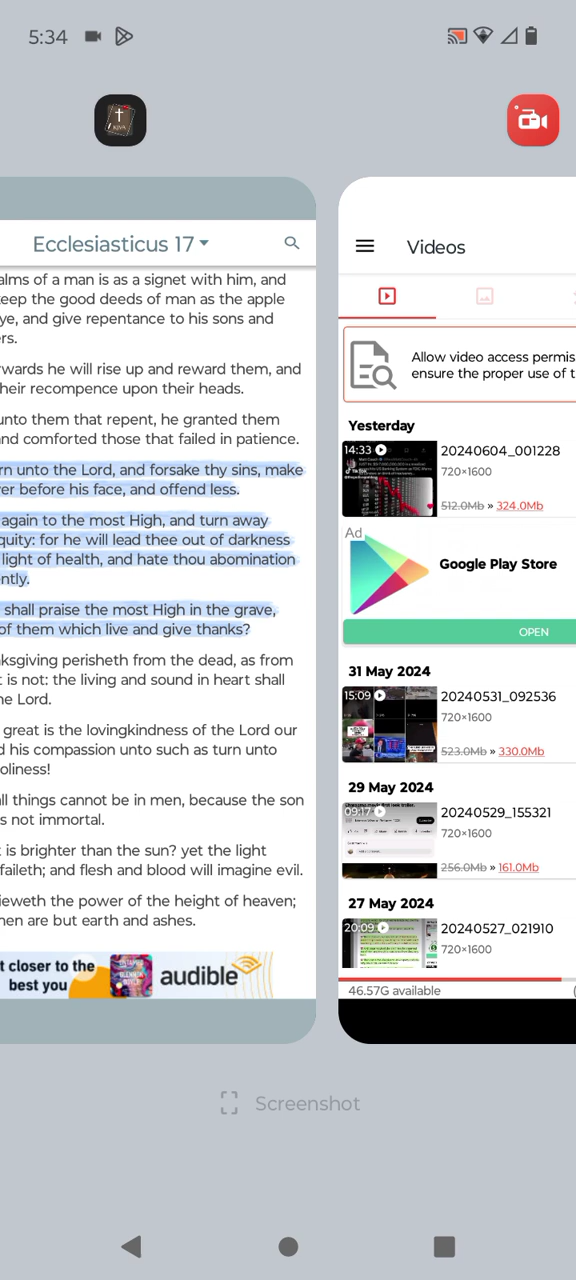 5:34
Ecclesiasticus 17
alms of a man is as a signet with him, and
keep the good deeds of man as the apple
ye, and give repentance to his sons and
rs.
rwards he will rise up and reward them, and
heir recompence upon their heads.
unto them that repent, he granted them
nd comforted those that failed in patience.
rn unto the Lord, and forsake thy sins, make
er before his face, and offend less.
again to the most High, and turn away
quity: for he will lead thee out of darkness
light of health, and hate thou abomination
ntly.
shall praise the most High in the grave,
of them which live and give thanks?
ksgiving perisheth from the dead, as from
t is not: the living and sound in heart shall
he Lord.
great is the lovingkindness of the Lord our
d his compassion unto such as turn unto
oliness!
all things cannot be in men, because the son
s not immortal.
t is brighter than the sun? yet the light
faileth; and flesh and blood will imagine evil.
ieweth the power of the height of heaven;
men are but earth and ashes.
t closer to the
best you
audible
Videos
Allow video access permis
ensure the proper use of t
Yesterday
14:33
20240604_001228
720×1600
512.0Mb » 324.0Mb
Ad
Google Play Store
OPEN
31 May 2024
15:09
20240531_092536
720×1600
523.0Mb » 330.0Mb
29 May 2024
09:17
20240529_155321
720×1600
256.0Mb » 161.0Mb
27 May 2024
20:09
20240527_021910
720×1600
46.57G available
Screenshot